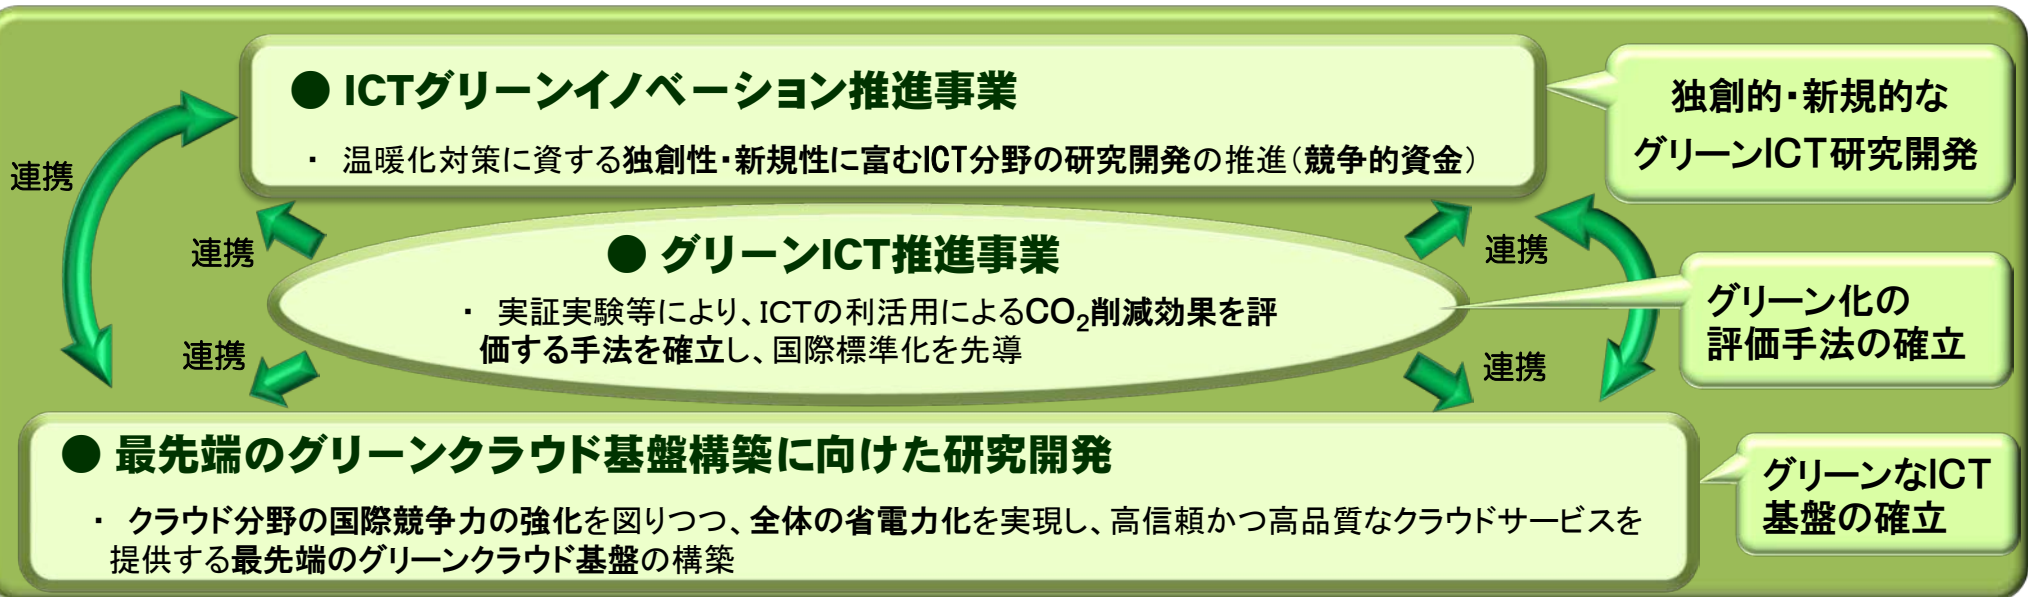 ● ICTグリーンイノベーション推進事業
・ 温暖化対策に資する独創性・新規性に富むICT分野の研究開発の推進（競争的資金）
独創的・新規的な
グリーンICT研究開発
連携
連携
● グリーンICT推進事業
・ 実証実験等により、ICTの利活用によるCO₂削減効果を評
価する手法を確立し、国際標準化を先導
連携
グリーン化の
評価手法の確立
連携
連携
● 最先端のグリーンクラウド基盤構築に向けた研究開発
・ クラウド分野の国際競争力の強化を図りつつ、全体の省電力化を実現し、高信頼かつ高品質なクラウドサービスを
提供する最先端のグリーンクラウド基盤の構築
グリーンなICT
基盤の確立